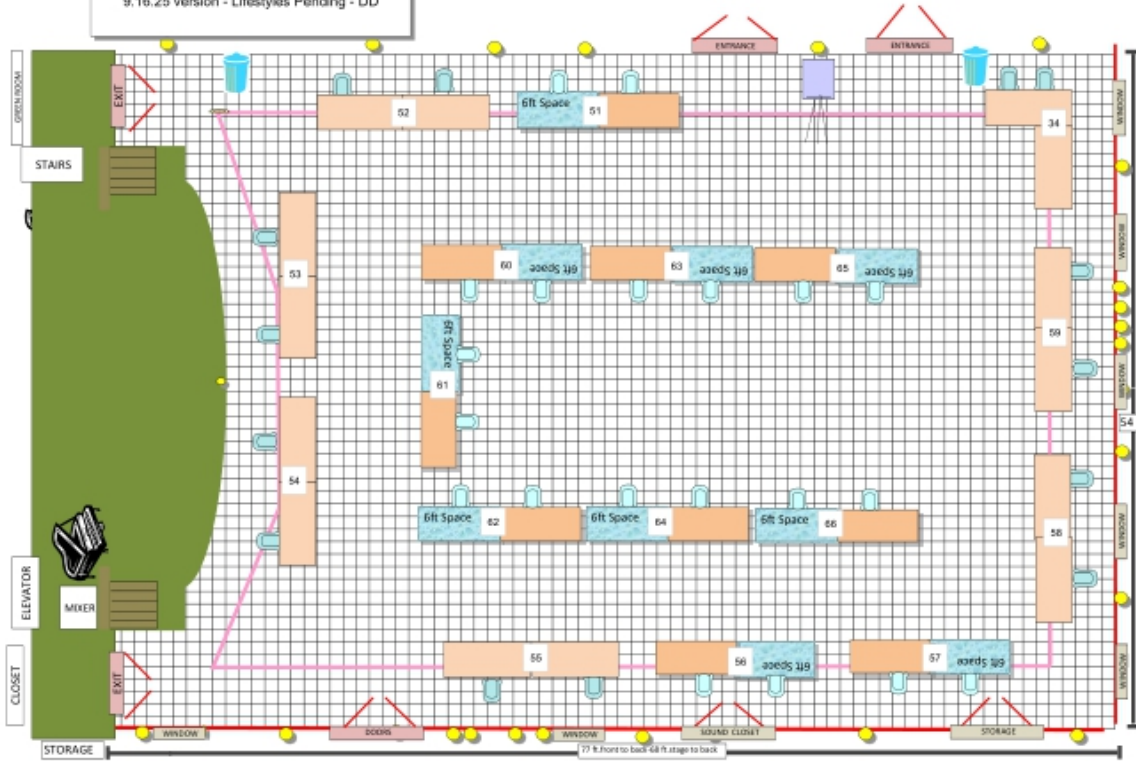 9.16.25 version - Lifestyles Pending - DD
ENTRANCE
ENTRANCE
GREEN ROOM
EXIT
WINDOW
52
6ft Space
51
34
STAIRS
WINDOW
53
60
6ft Space
63
6ft Space
65
6ft Space
59
6ft Space
61
WINDOW
54
54
6ft Space
62
6ft Space
64
6ft Space
66
58
WINDOW
ELEVATOR
MIXER
55
56
6ft Space
57
6ft Space
WINDOW
CLOSET
EXIT
WINDOW
DOORS
WINDOW
SOUND CLOSET
STORAGE
STORAGE
77 ft.front to back-68 ft.stage to back